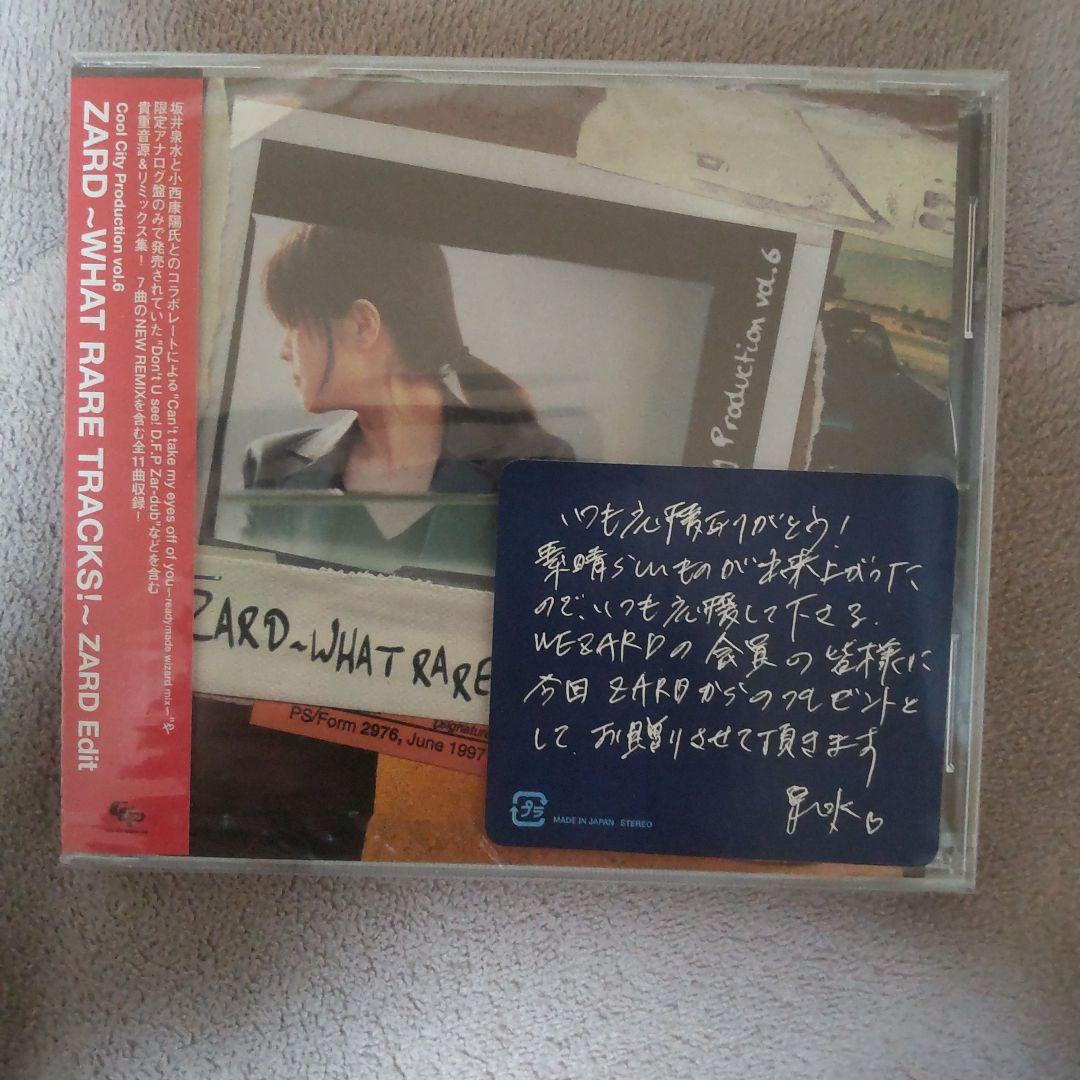 坂井泉水と小西康陽氏とのコラボレートによる"Can't take my eyes off of you~readymade wizard mix~"や
限定アナログ盤のみで発売されていた"Don't U see! D.F.P Zar-dub"などを含む
貴重音源&リミックス集! 7曲のNEW REMIXを含む全11曲収録!
Cool City Production vol.6
ZARD ~WHAT RARE TRACKS!~ ZARD Edit
Production vol.6
ZARD~WHAT RARE
PS/Form 2976, June 1997
いつも応援ありがとう!
素晴らしいものが出来上がった
ので、いつも応援して下さる、
WEZARDの会員の皆様に
今回ZARDからのプレゼントと
して、お贈りさせて頂きます
泉水♡
プラ
MADE IN JAPAN STEREO